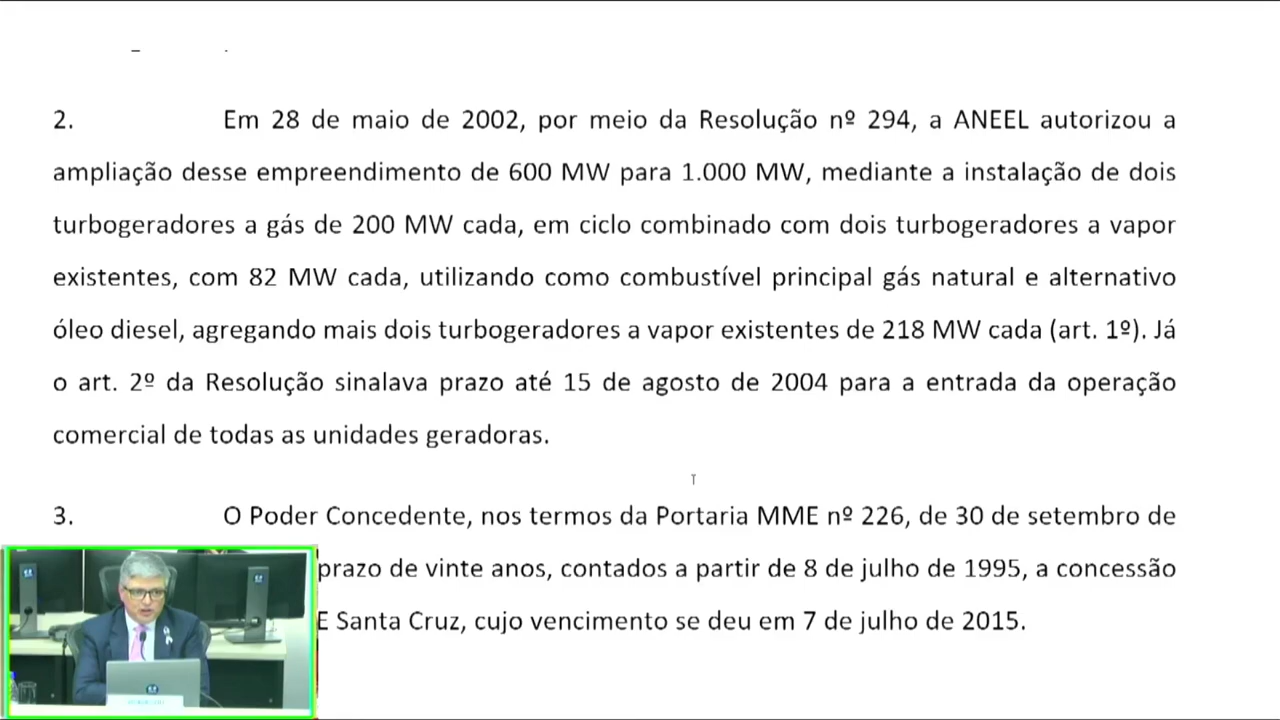 2. Em 28 de maio de 2002, por meio da Resolução nº 294, a ANEEL autorizou a
ampliação desse empreendimento de 600 MW para 1.000 MW, mediante a instalação de dois
turbogeradores a gás de 200 MW cada, em ciclo combinado com dois turbogeradores a vapor
existentes, com 82 MW cada, utilizando como combustível principal gás natural e alternativo
óleo diesel, agregando mais dois turbogeradores a vapor existentes de 218 MW cada (art. 1º). Já
o art. 2º da Resolução sinalava prazo até 15 de agosto de 2004 para a entrada da operação
comercial de todas as unidades geradoras.
3. O Poder Concedente, nos termos da Portaria MME nº 226, de 30 de setembro de
prazo de vinte anos, contados a partir de 8 de julho de 1995, a concessão
E Santa Cruz, cujo vencimento se deu em 7 de julho de 2015.